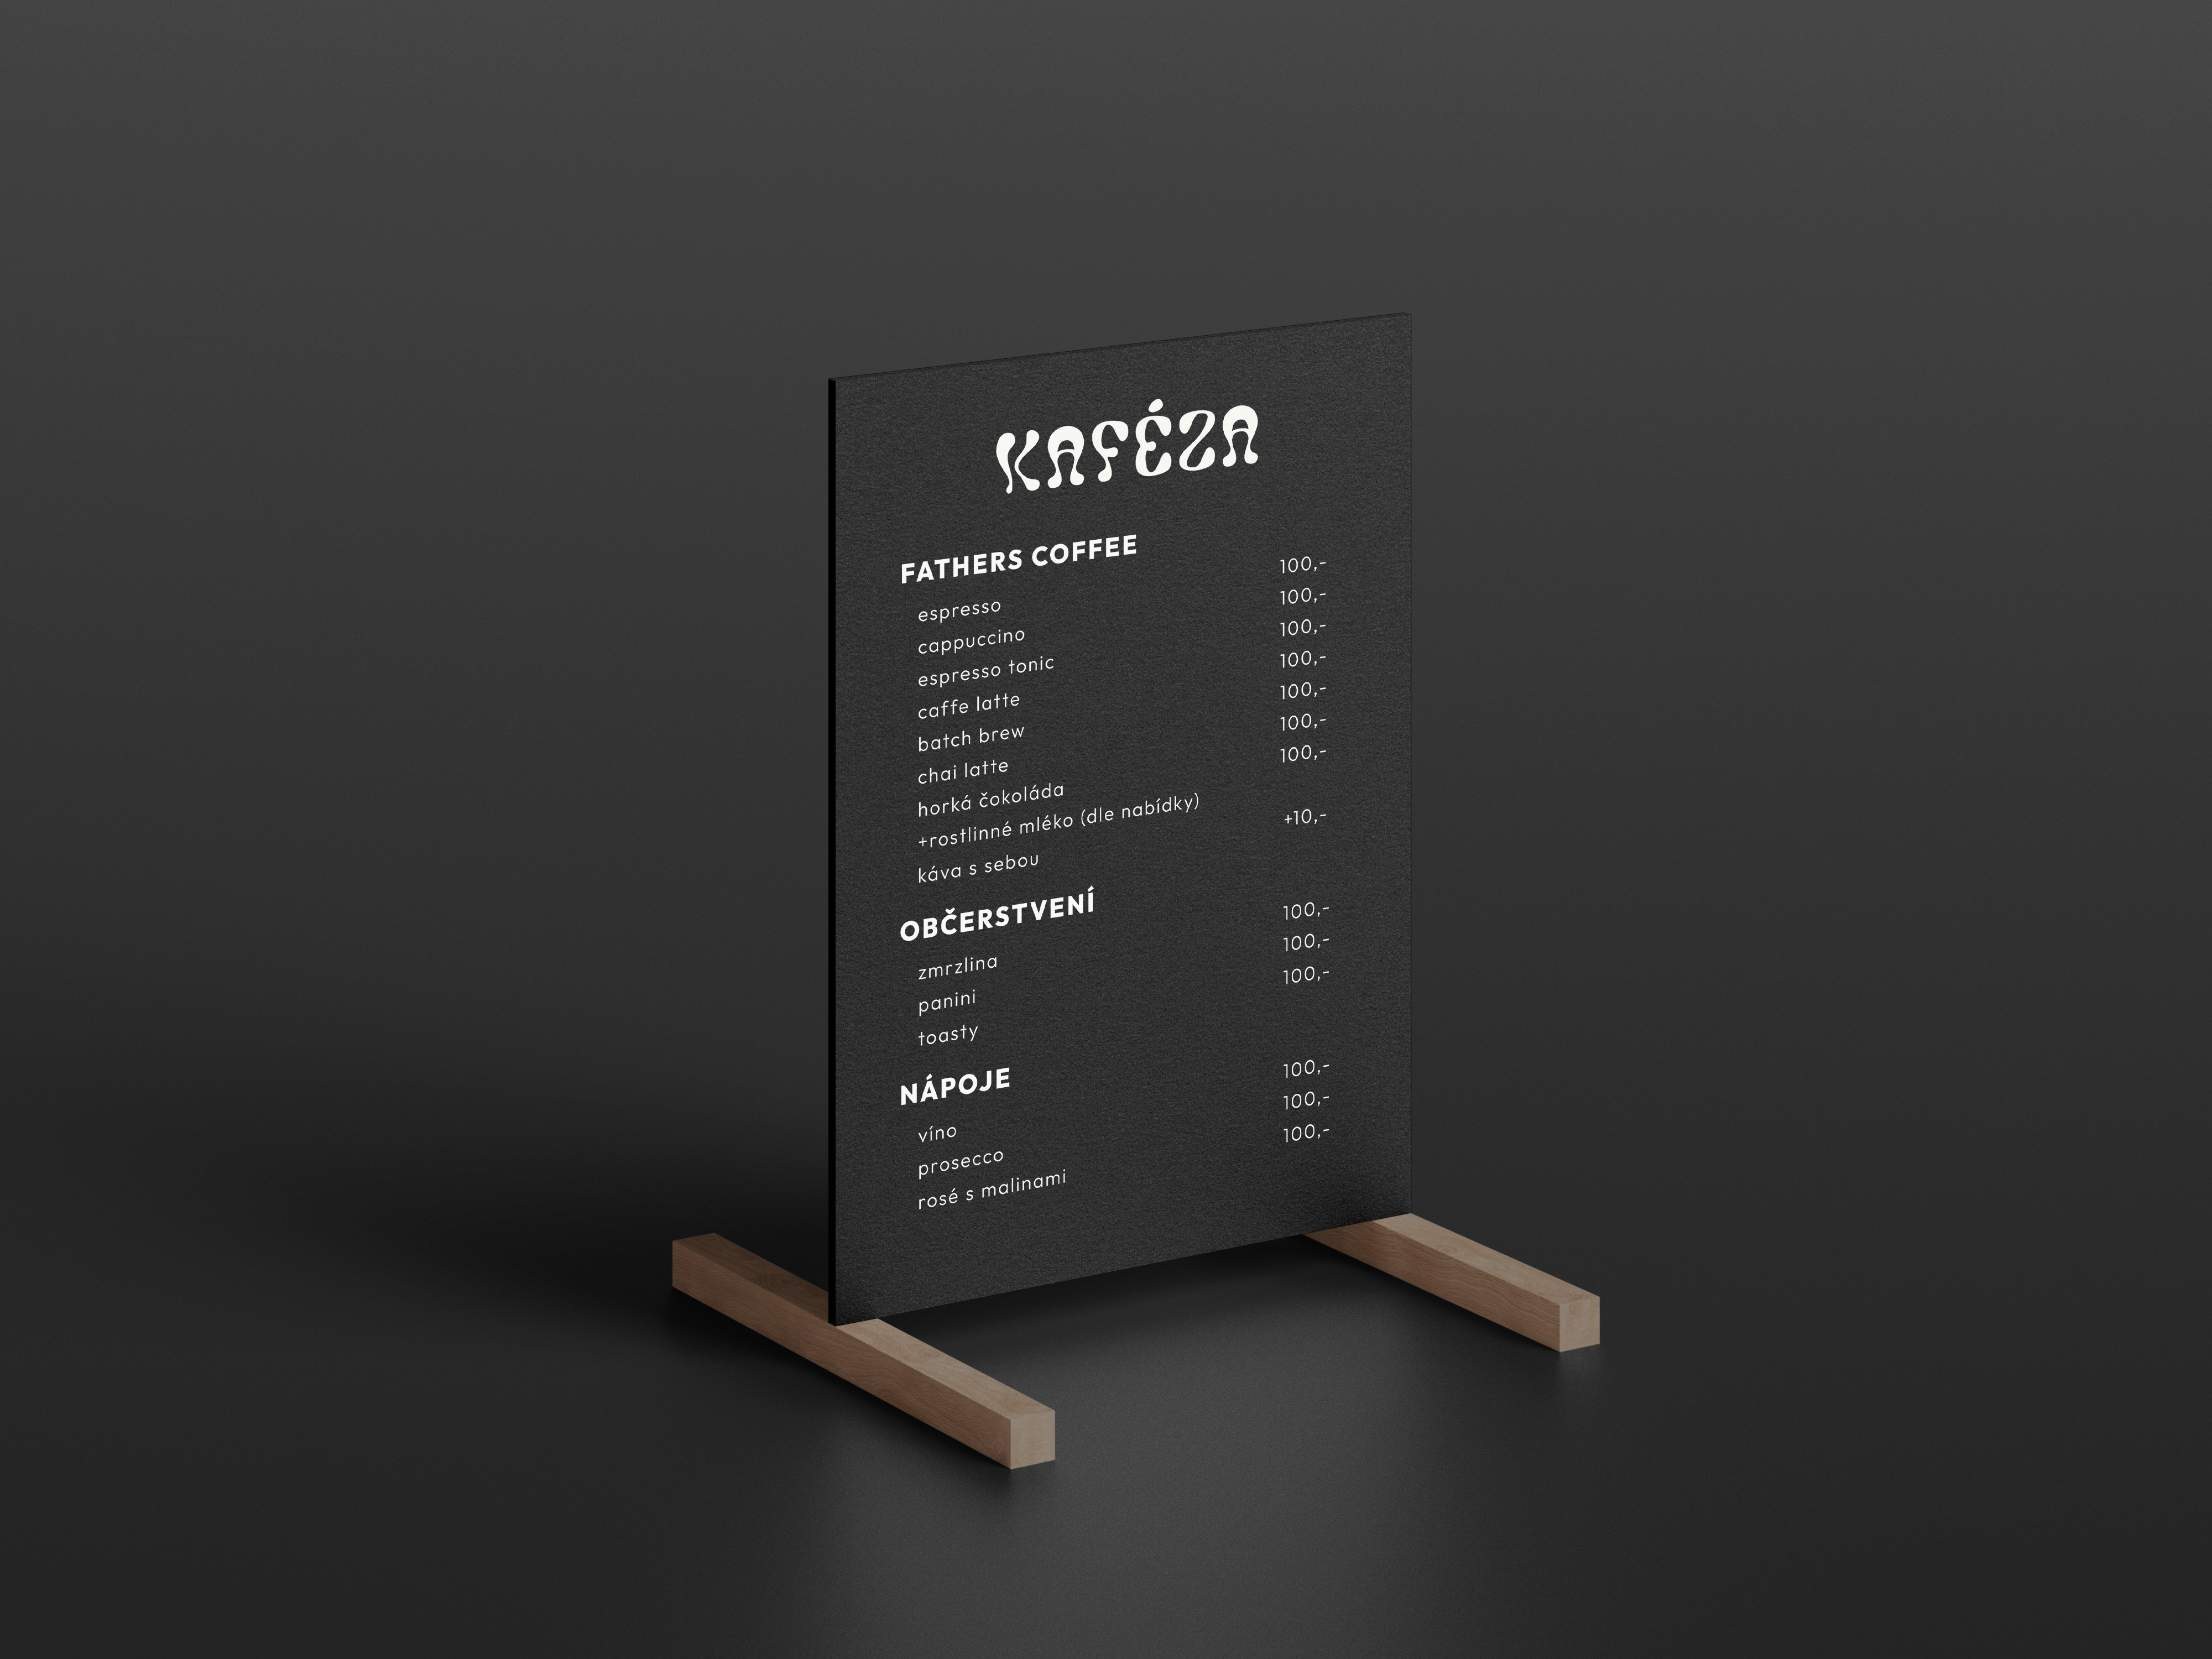 KAFÉZA
FATHERS COFFEE
espresso 100,-
cappuccino 100,-
espresso tonic 100,-
caffe latte 100,-
batch brew 100,-
chai latte 100,-
horká čokoláda 100,-
+rostlinné mléko (dle nabídky)
káva s sebou +10,-
OBČERSTVENÍ
zmrzlina 100,-
panini 100,-
toasty 100,-
NÁPOJE
víno 100,-
prosecco 100,-
rosé s malinami 100,-